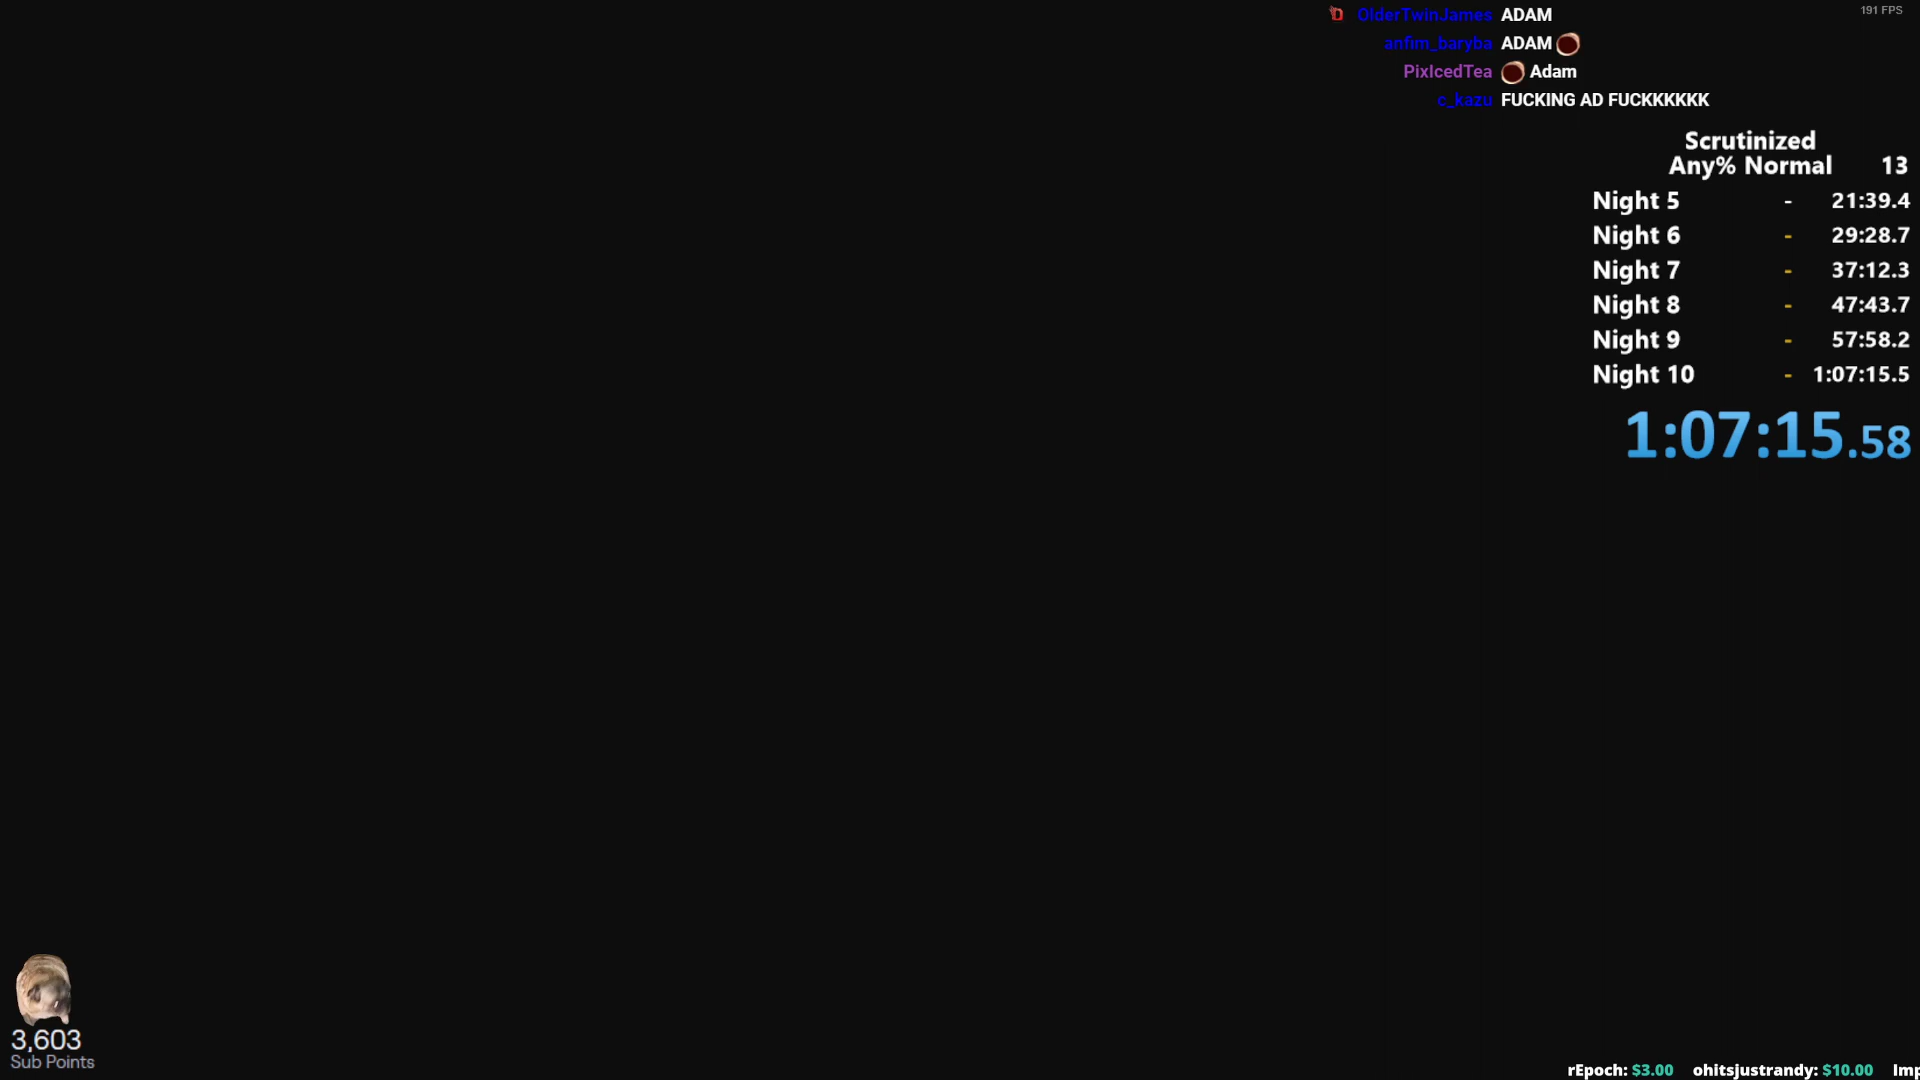 OlderTwinJames ADAM
191 FPS
anfim_baryba ADAM
PixIcedTea Adam
c_kazu FUCKING AD FUCKKKKKK
Scrutinized
Any% Normal 13
Night 5 - 21:39.4
Night 6 - 29:28.7
Night 7 - 37:12.3
Night 8 - 47:43.7
Night 9 - 57:58.2
Night 10 - 1:07:15.5
1:07:15.58
3,603
Sub Points
rEpoch: $3.00 ohitsjustrandy: $10.00 Imp